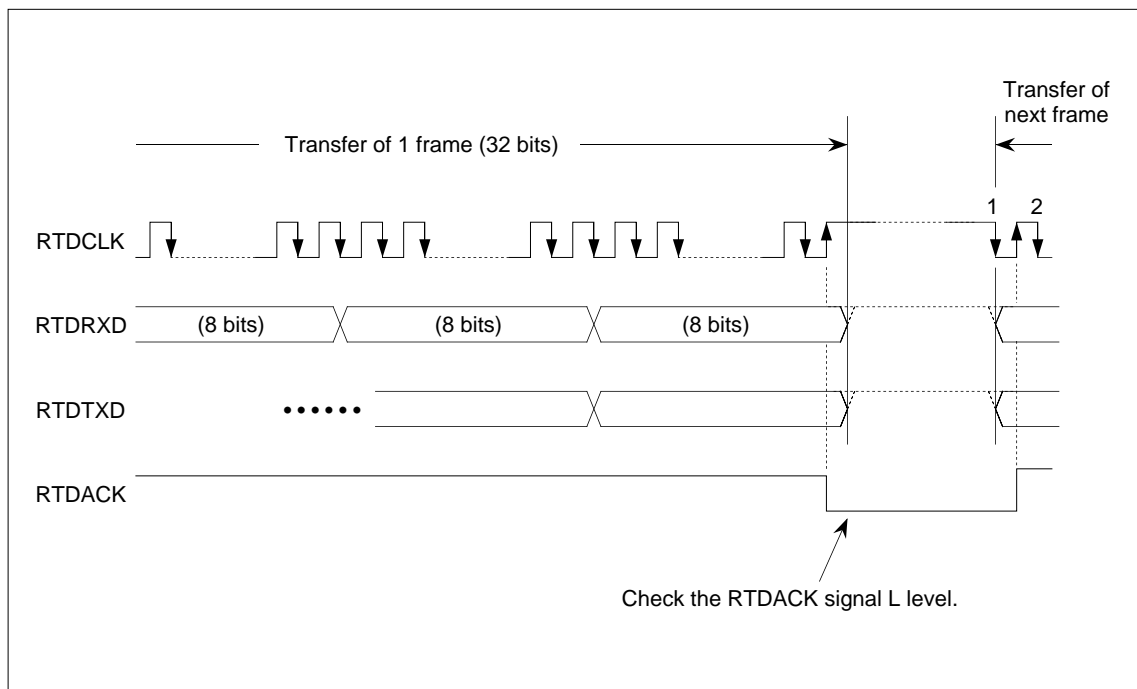 Transfer of
next frame
Transfer of 1 frame (32 bits)
1 2
RTDCLK
RTDRXD (8 bits) (8 bits) (8 bits)
RTDTXD ••••••
RTDACK
Check the RTDACK signal L level.